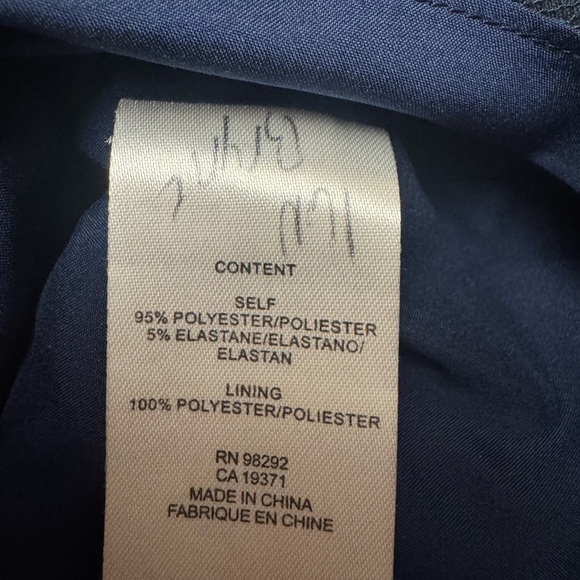 CONTENT
SELF
95% POLYESTER/POLIESTER
5% ELASTANE/ELASTANO/
ELASTAN
LINING
100% POLYESTER/POLIESTER
RN 98292
CA 19371
MADE IN CHINA
FABRIQUE EN CHINE